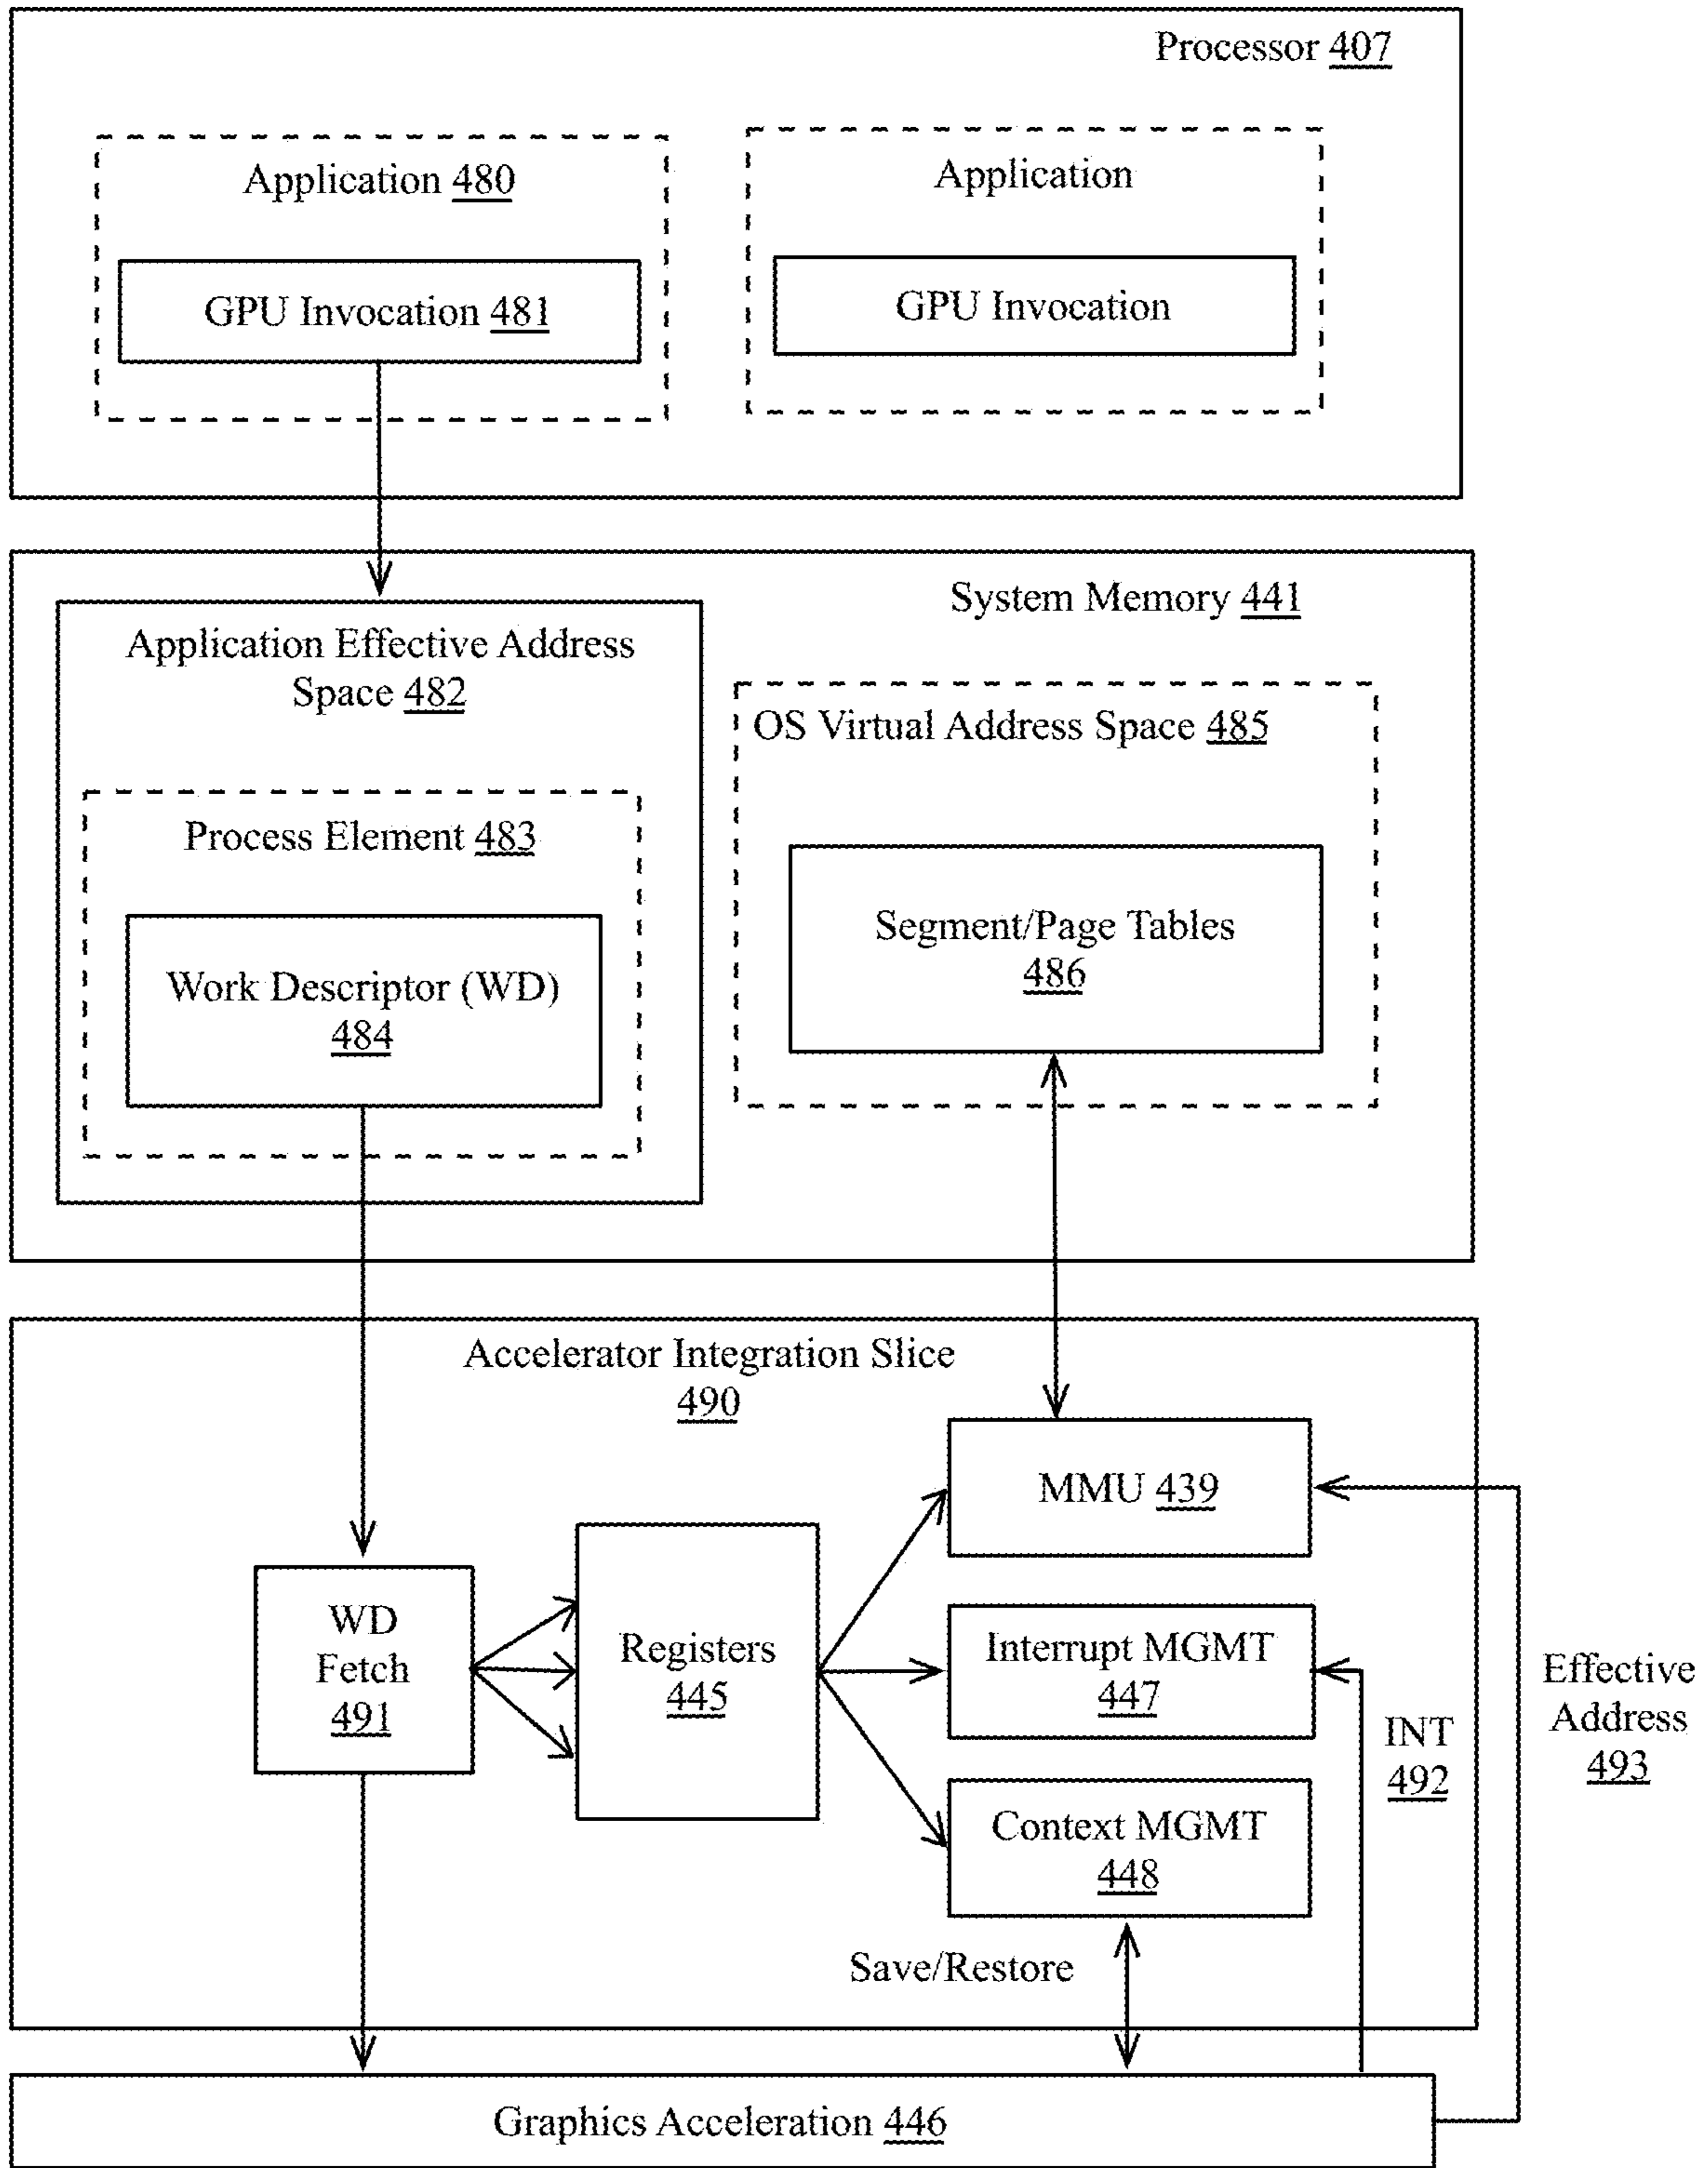 Processor 407
Application 480
GPU Invocation 481
Application
GPU Invocation
System Memory 441
Application Effective Address
Space 482
Process Element 483
Work Descriptor (WD)
484
OS Virtual Address Space 485
Segment/Page Tables
486
Accelerator Integration Slice
490
WD
Fetch
491
Registers
445
MMU 439
Interrupt MGMT
447
Context MGMT
448
Save/Restore
INT
492
Effective
Address
493
Graphics Acceleration 446